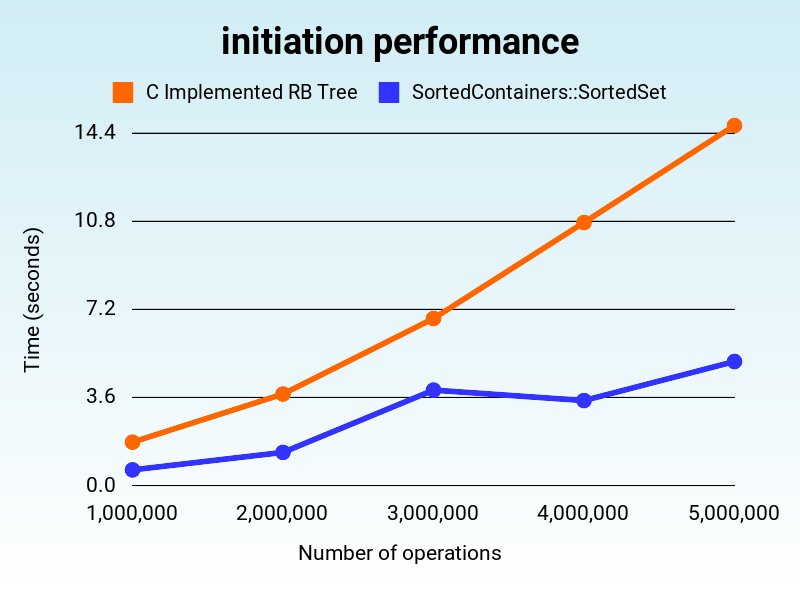 initiation performance
C Implemented RB Tree SortedContainers::SortedSet
14.4
10.8
7.2
3.6
0.0
Time (seconds)
1,000,000 2,000,000 3,000,000 4,000,000 5,000,000
Number of operations